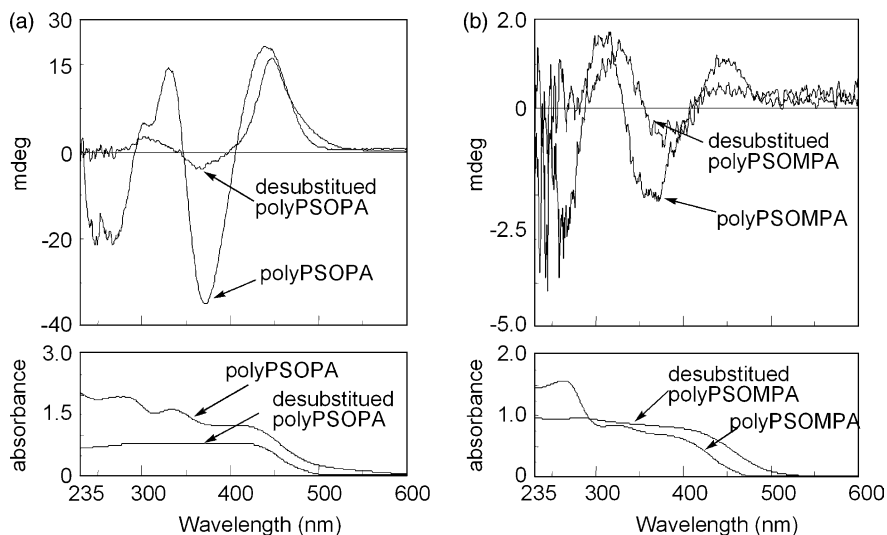 (a)
30
15
0
-20
-40
mdeg
desubstitued
polyPSOPA
polyPSOPA
3.0
1.5
0
absorbance
polyPSOPA
desubstitued
polyPSOPA
235 300 400 500 600
Wavelength (nm)
(b)
2.0
0
-2.5
-5.0
mdeg
desubstitued
polyPSOMPA
polyPSOMPA
2.0
1.0
0
absorbance
desubstitued
polyPSOMPA
polyPSOMPA
235 300 400 500 600
Wavelength (nm)